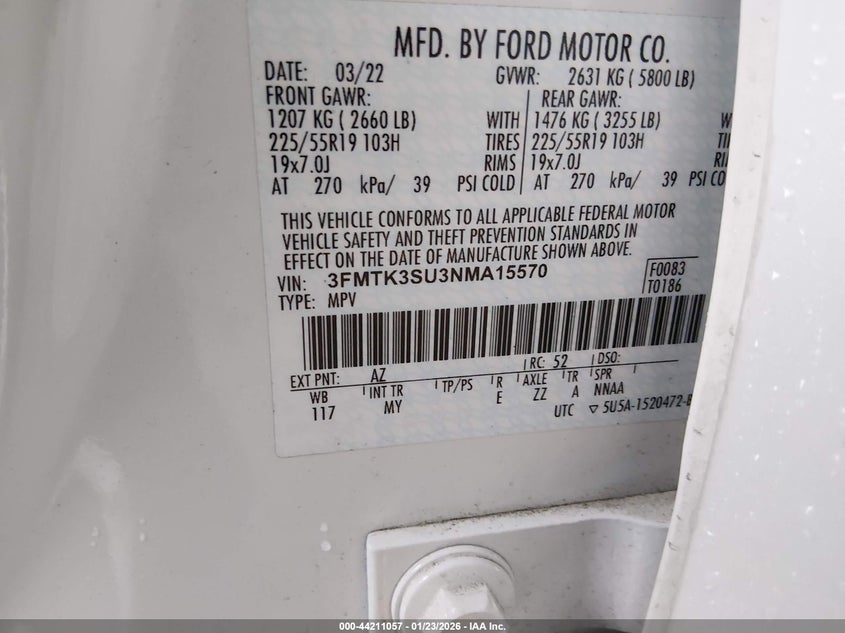 MFD. BY FORD MOTOR CO.
DATE: 03/22 GVWR: 2631 KG ( 5800 LB)
FRONT GAWR: REAR GAWR:
1207 KG ( 2660 LB) WITH 1476 KG ( 3255 LB)
225/55R19 103H TIRES 225/55R19 103H
19x7.0J RIMS 19x7.0J
AT 270 kPa/ 39 PSI COLD AT 270 kPa/ 39 PSI CO
THIS VEHICLE CONFORMS TO ALL APPLICABLE FEDERAL MOTOR
VEHICLE SAFETY AND THEFT PREVENTION STANDARDS IN
EFFECT ON THE DATE OF MANUFACTURE SHOWN ABOVE.
VIN: 3FMTK3SU3NMA15570 F0083
TYPE: MPV T0186
RC: 52 DSO:
EXT PNT: AZ
WB INT TR TP/PS R AXLE TR SPR
117 MY E ZZ A NNAA
UTC ▽ 5U5A-1520472-
000-44211057 - 01/23/2026 - IAA Inc.